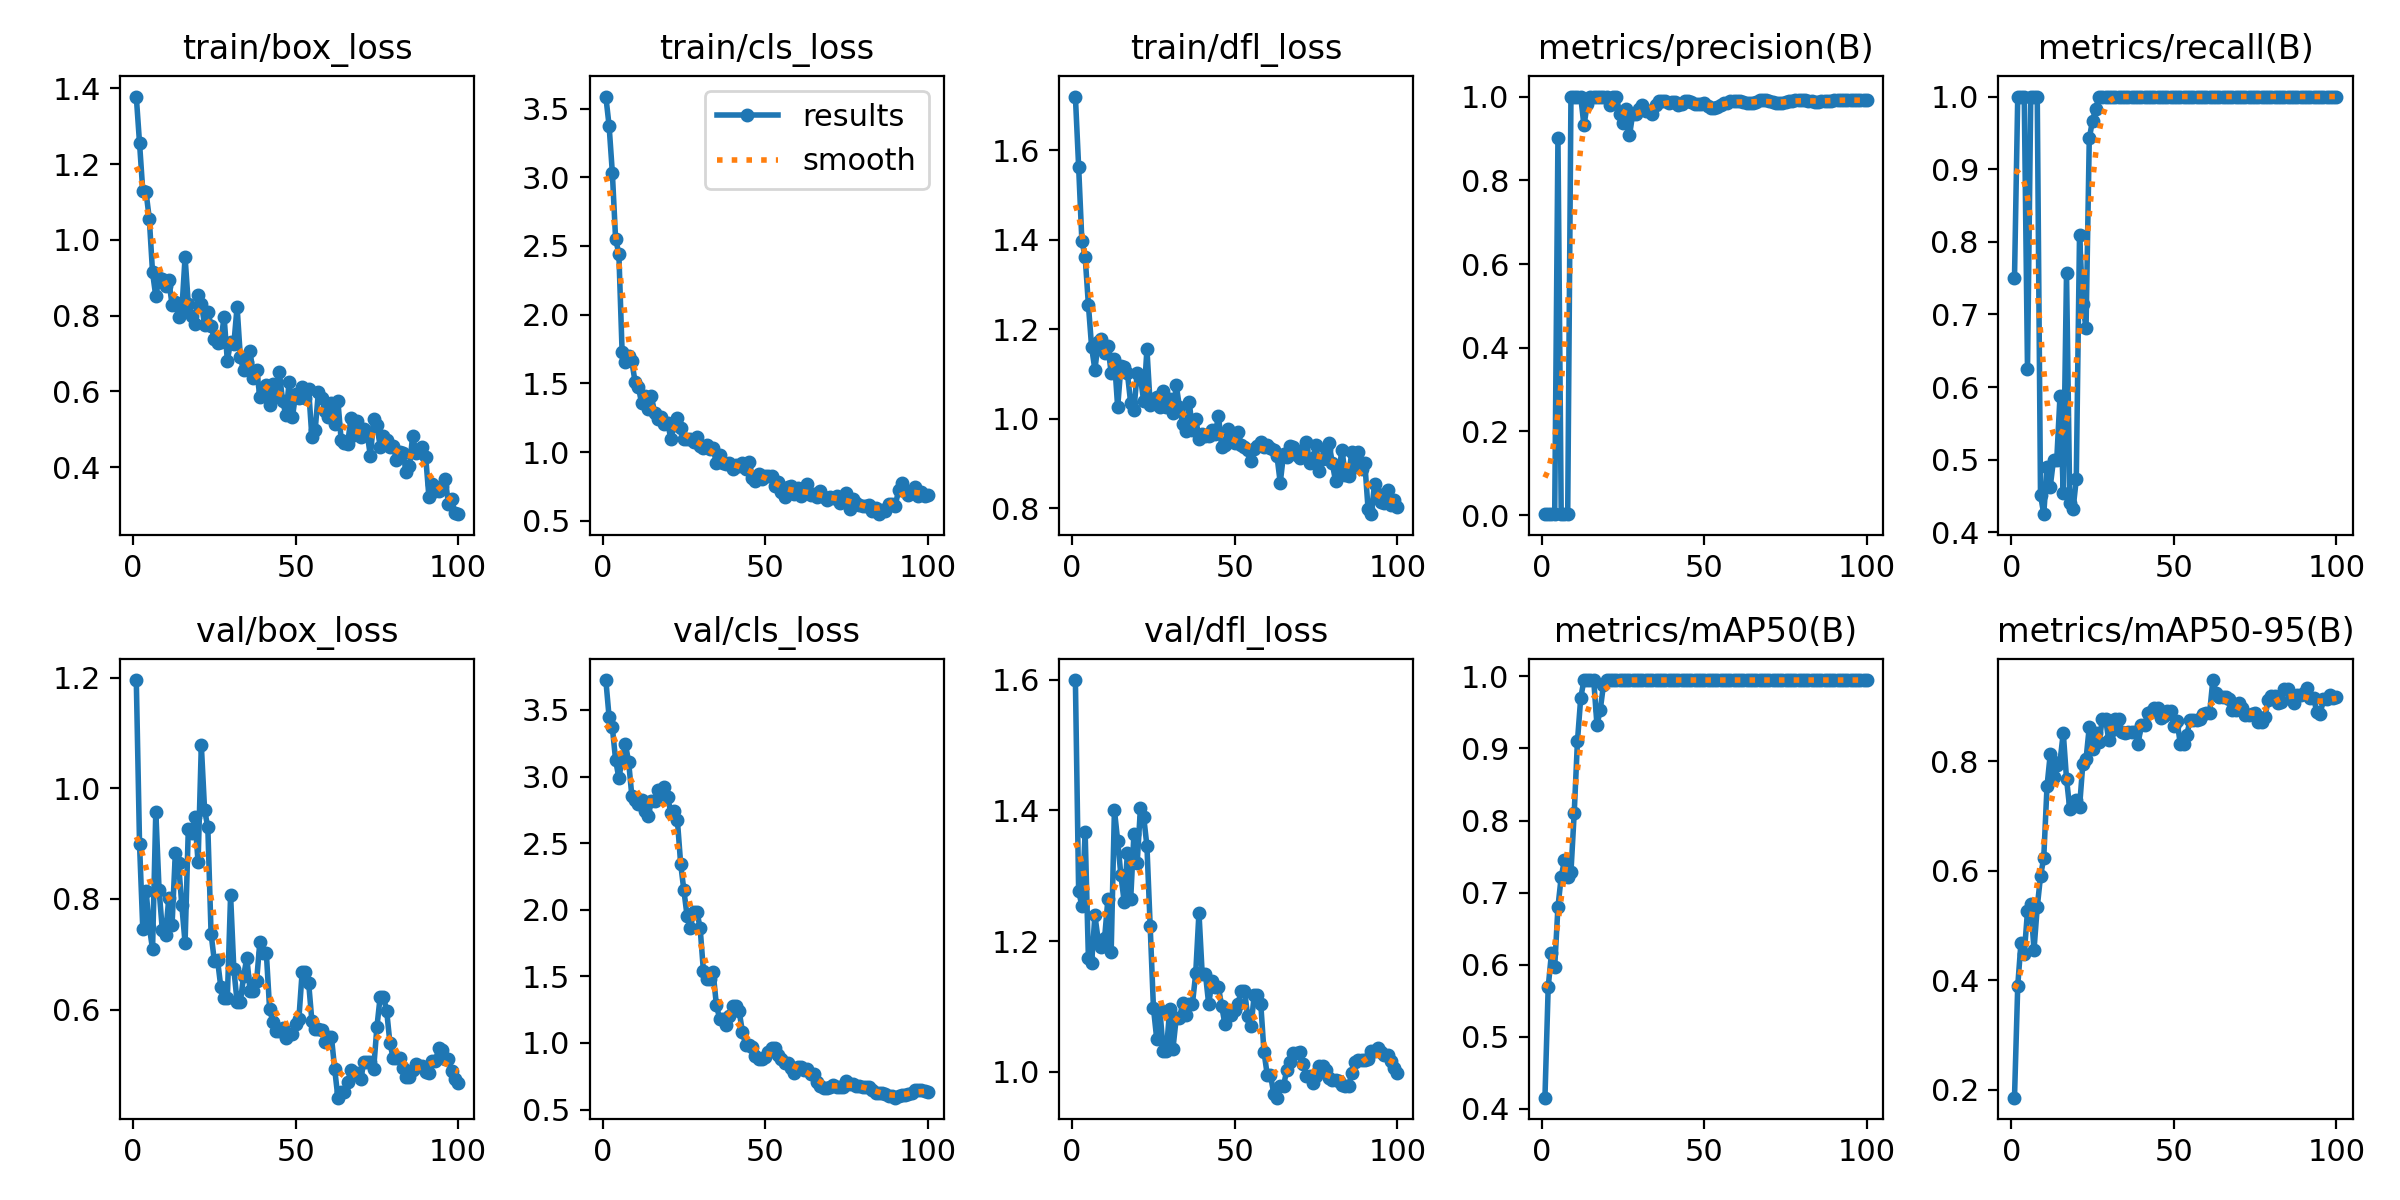 train/box_loss
1.4
1.2
1.0
0.8
0.6
0.4
0 50 100
train/cls_loss
3.5
3.0
2.5
2.0
1.5
1.0
0.5
0 50 100
results
smooth
train/dfl_loss
1.6
1.4
1.2
1.0
0.8
0 50 100
metrics/precision(B)
1.0
0.8
0.6
0.4
0.2
0.0
0 50 100
metrics/recall(B)
1.0
0.9
0.8
0.7
0.6
0.5
0.4
0 50 100
val/box_loss
1.2
1.0
0.8
0.6
0 50 100
val/cls_loss
3.5
3.0
2.5
2.0
1.5
1.0
0.5
0 50 100
val/dfl_loss
1.6
1.4
1.2
1.0
0 50 100
metrics/mAP50(B)
1.0
0.9
0.8
0.7
0.6
0.5
0.4
0 50 100
metrics/mAP50-95(B)
0.8
0.6
0.4
0.2
0 50 100